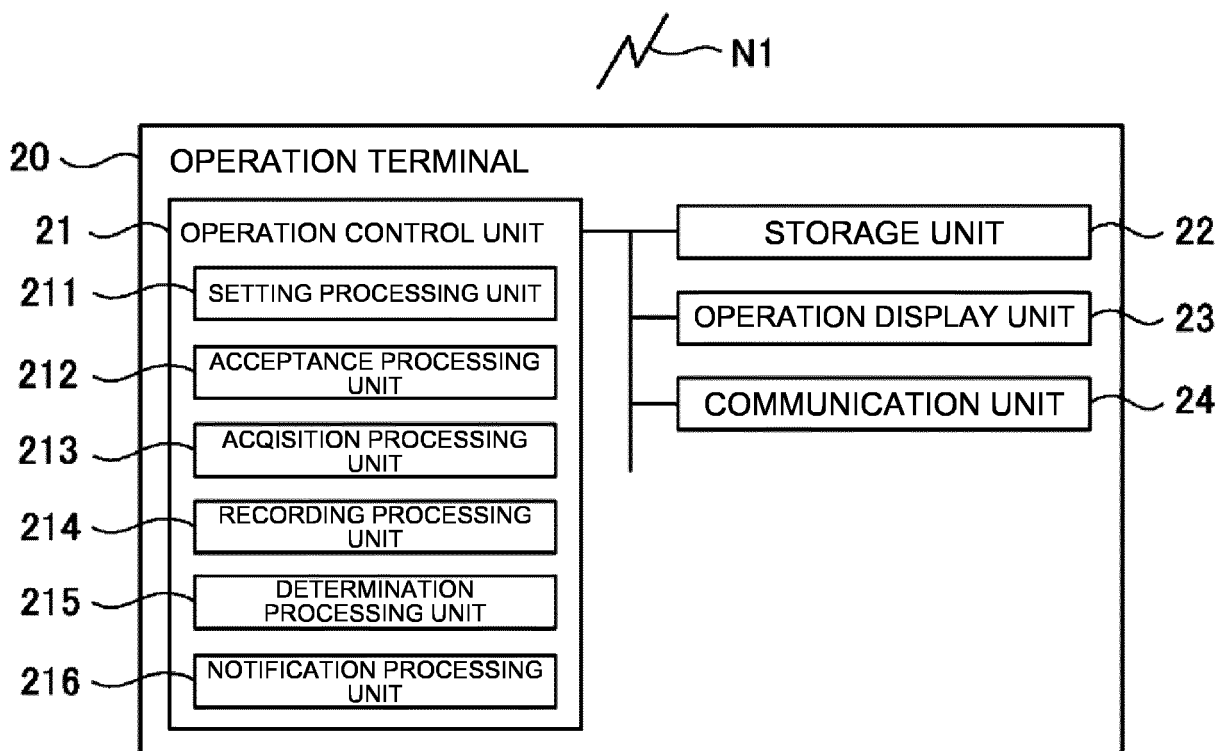 N1
20
OPERATION TERMINAL
21
OPERATION CONTROL UNIT
211
SETTING PROCESSING UNIT
212
ACCEPTANCE PROCESSING
UNIT
213
ACQISITION PROCESSING
UNIT
214
RECORDING PROCESSING
UNIT
215
DETERMINATION
PROCESSING UNIT
216
NOTIFICATION PROCESSING
UNIT
STORAGE UNIT
22
OPERATION DISPLAY UNIT
23
COMMUNICATION UNIT
24